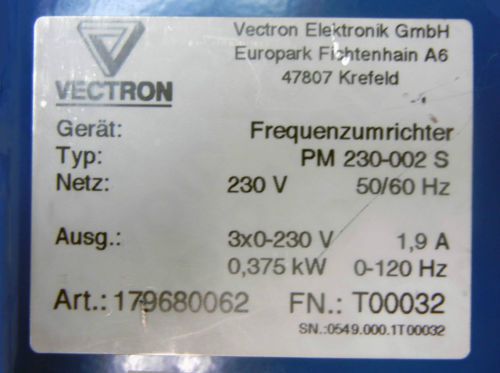 Vectron Elektronik GmbH
Europark Fichtenhain A6
47807 Krefeld
VECTRON
Gerät: Frequenzumrichter
Typ: PM 230-002 S
Netz: 230 V 50/60 Hz
Ausg.: 3x0-230 V 1,9 A
0,375 kW 0-120 Hz
Art.: 179680062 FN.: T00032
SN.:0549.000.1T00032